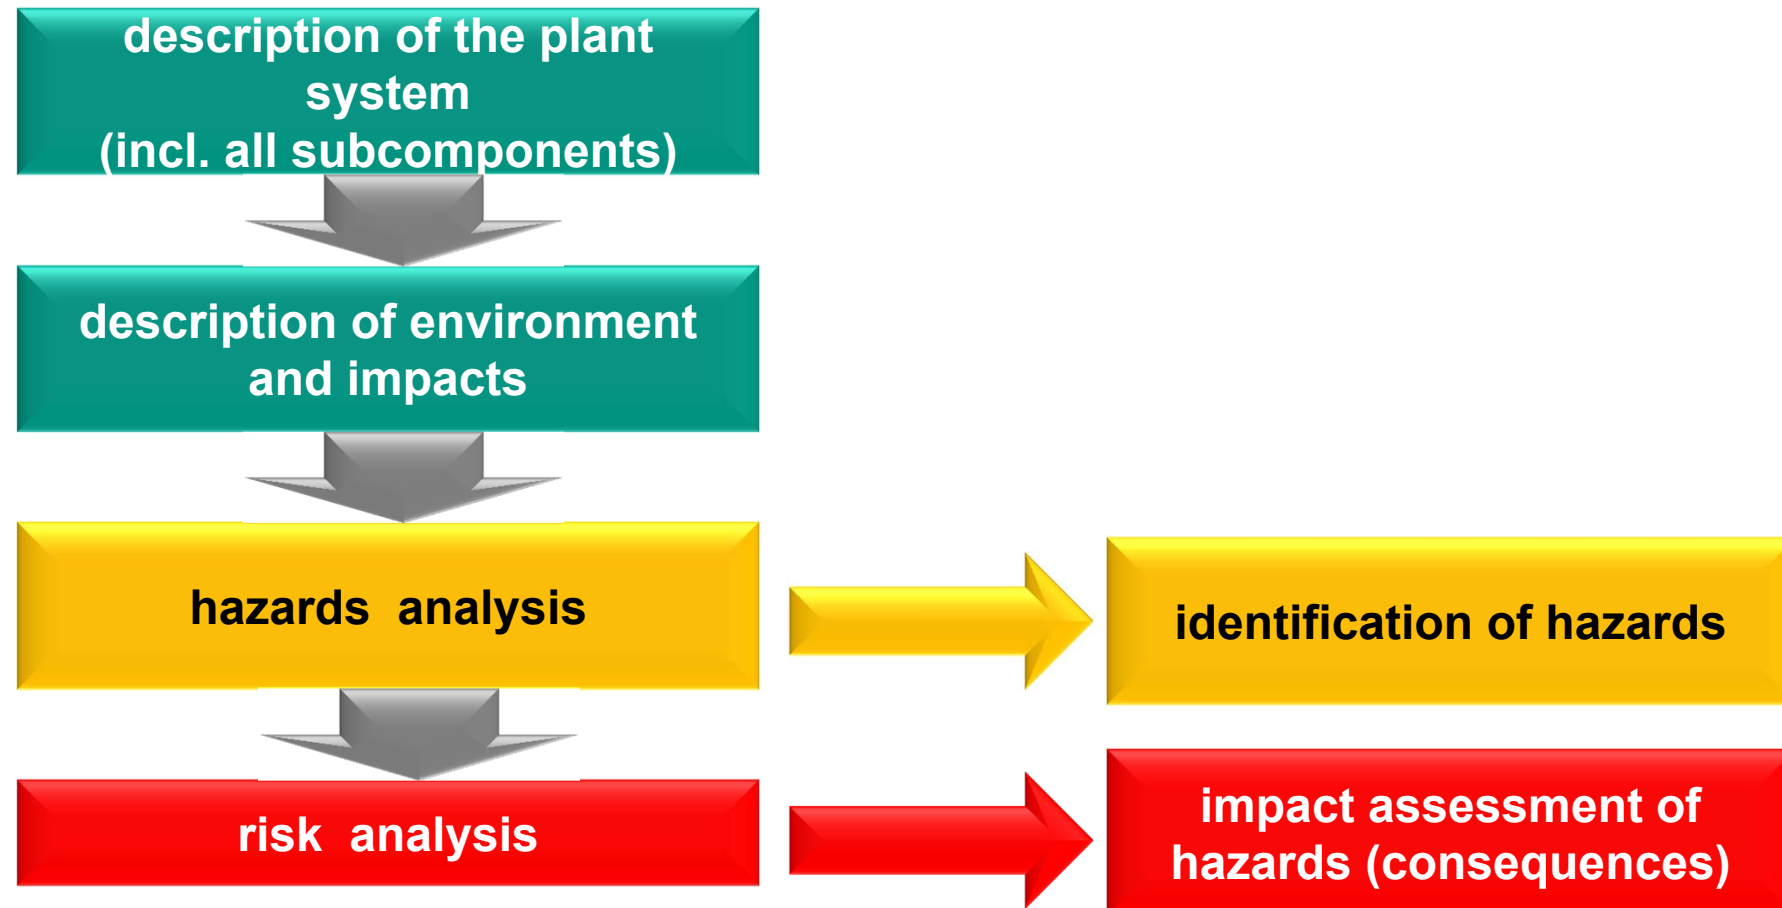 description of the plant
system
(incl. all subcomponents)
description of environment
and impacts
hazards  analysis
identification of hazards
risk  analysis
impact assessment of
hazards (consequences)